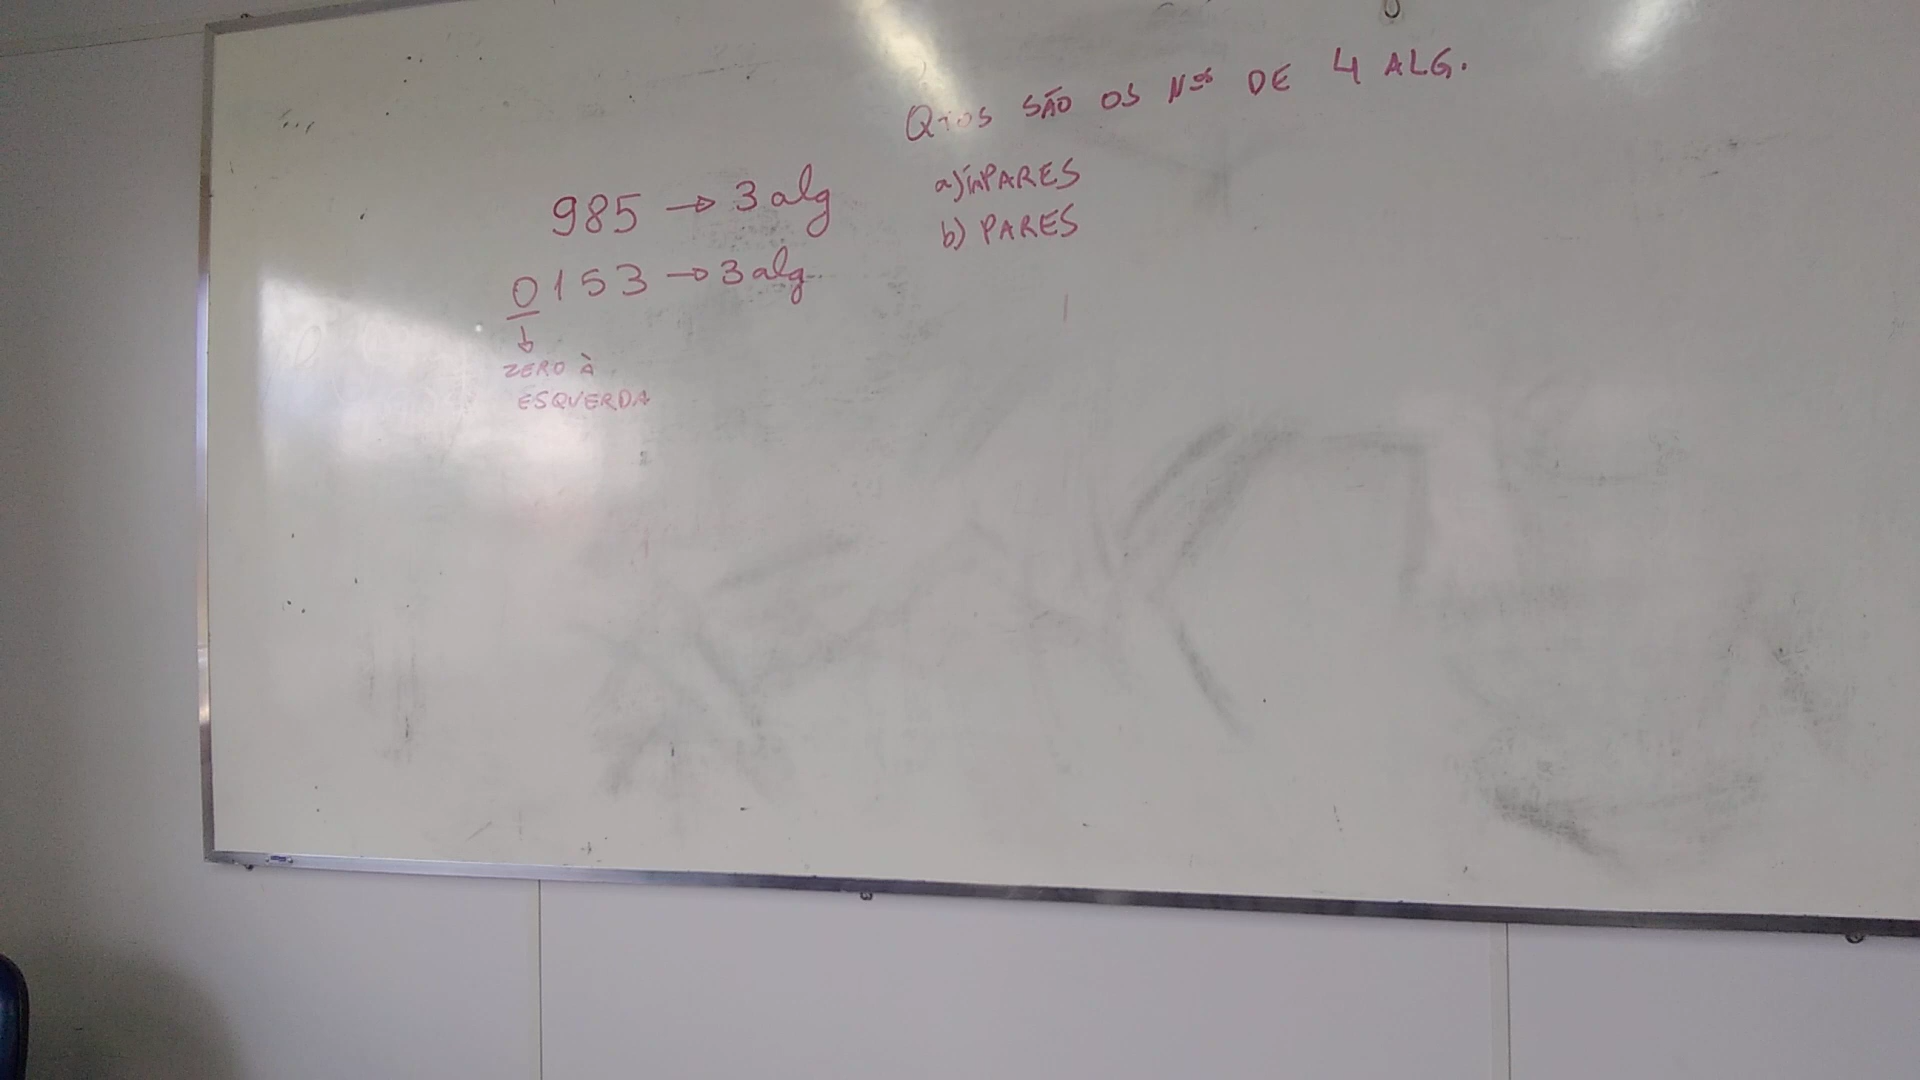 985 → 3 alg
0153 → 3 alg.
↓
ZERO À
ESQUERDA
Qtos SÃO OS Nos DE 4 ALG.
a) ÍMPARES
b) PARES